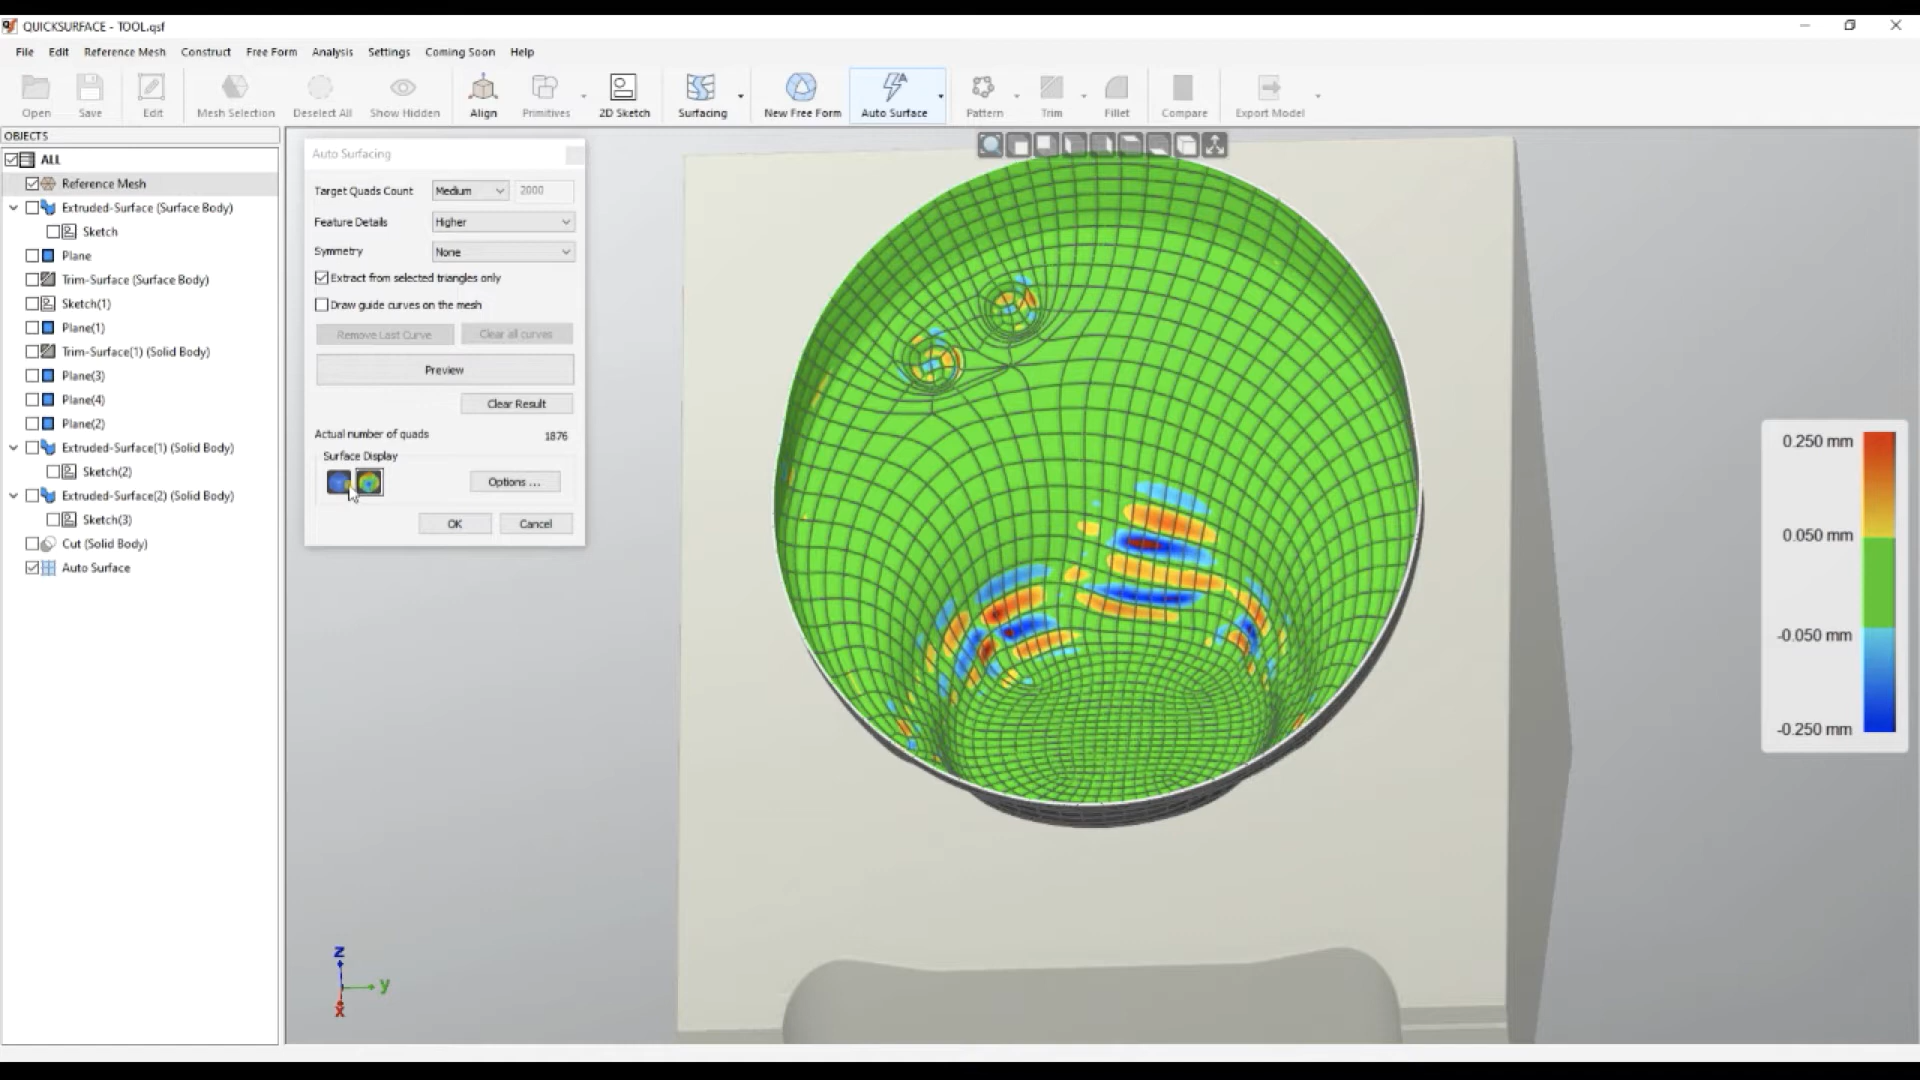 QUICKSURFACE - TOOL.qsf
File Edit Reference Mesh Construct Free Form Analysis Settings Coming Soon Help
Open Save Edit Mesh Selection Deselect All Show Hidden Align Primitives 2D Sketch Surfacing New Free Form Auto Surface Pattern Trim Fillet Compare Export Model
OBJECTS
ALL
Reference Mesh
Extruded-Surface (Surface Body)
Sketch
Plane
Trim-Surface (Surface Body)
Sketch(1)
Plane(1)
Trim-Surface(1) (Solid Body)
Plane(3)
Plane(4)
Plane(2)
Extruded-Surface(1) (Solid Body)
Sketch(2)
Extruded-Surface(2) (Solid Body)
Sketch(3)
Cut (Solid Body)
Auto Surface
Auto Surfacing
Target Quads Count Medium 2000
Feature Details Higher
Symmetry None
Extract from selected triangles only
Draw guide curves on the mesh
Remove Last Curve Clear all curves
Preview
Clear Result
Actual number of quads 1876
Surface Display
Options ...
OK Cancel
0.250 mm
0.050 mm
-0.050 mm
-0.250 mm
z
y
x